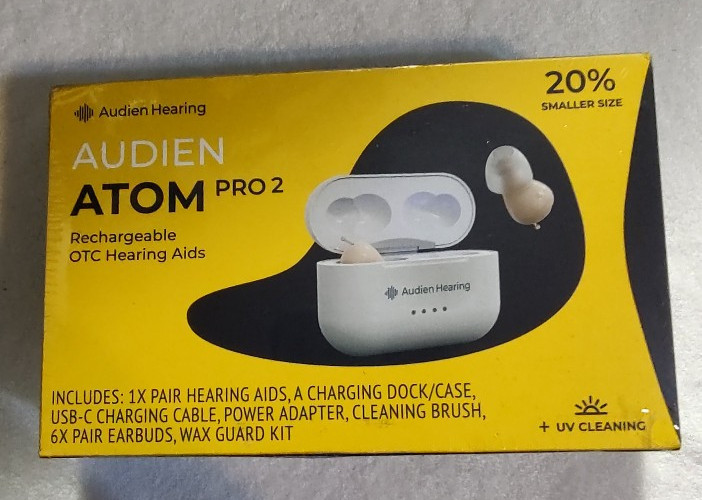 Audien Hearing
20%
SMALLER SIZE
AUDIEN
ATOM PRO 2
Rechargeable
OTC Hearing Aids
Audien Hearing
INCLUDES: 1X PAIR HEARING AIDS, A CHARGING DOCK/CASE,
USB-C CHARGING CABLE, POWER ADAPTER, CLEANING BRUSH,
6X PAIR EARBUDS, WAX GUARD KIT
+ UV CLEANING